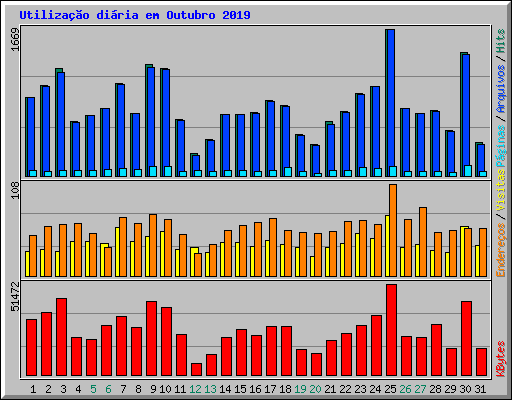 Utilização diária em Outubro 2019
1669
108
51472
Endereços / Visitas Páginas / Arquivos / Hits
KBytes
1 2 3 4 5 6 7 8 9 10 11 12 13 14 15 16 17 18 19 20 21 22 23 24 25 26 27 28 29 30 31